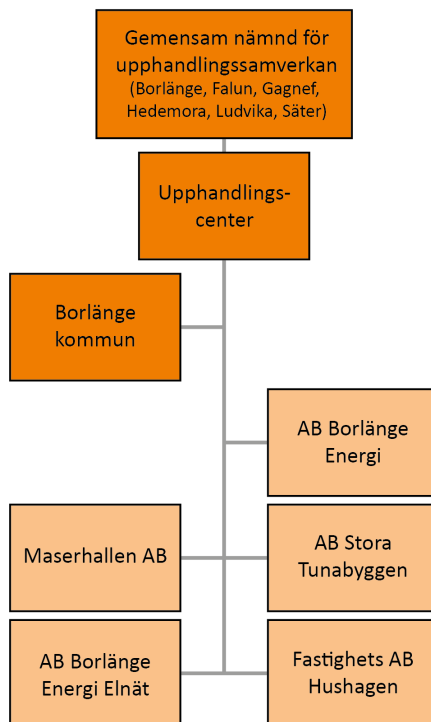 Gemensam nämnd för
upphandlingssamverkan
(Borlänge, Falun, Gagnef,
Hedemora, Ludvika, Säter)
Upphandlings-
center
Borlänge
kommun
AB Borlänge
Energi
Maserhallen AB
AB Stora
Tunabyggen
AB Borlänge
Energi Elnät
Fastighets AB
Hushagen